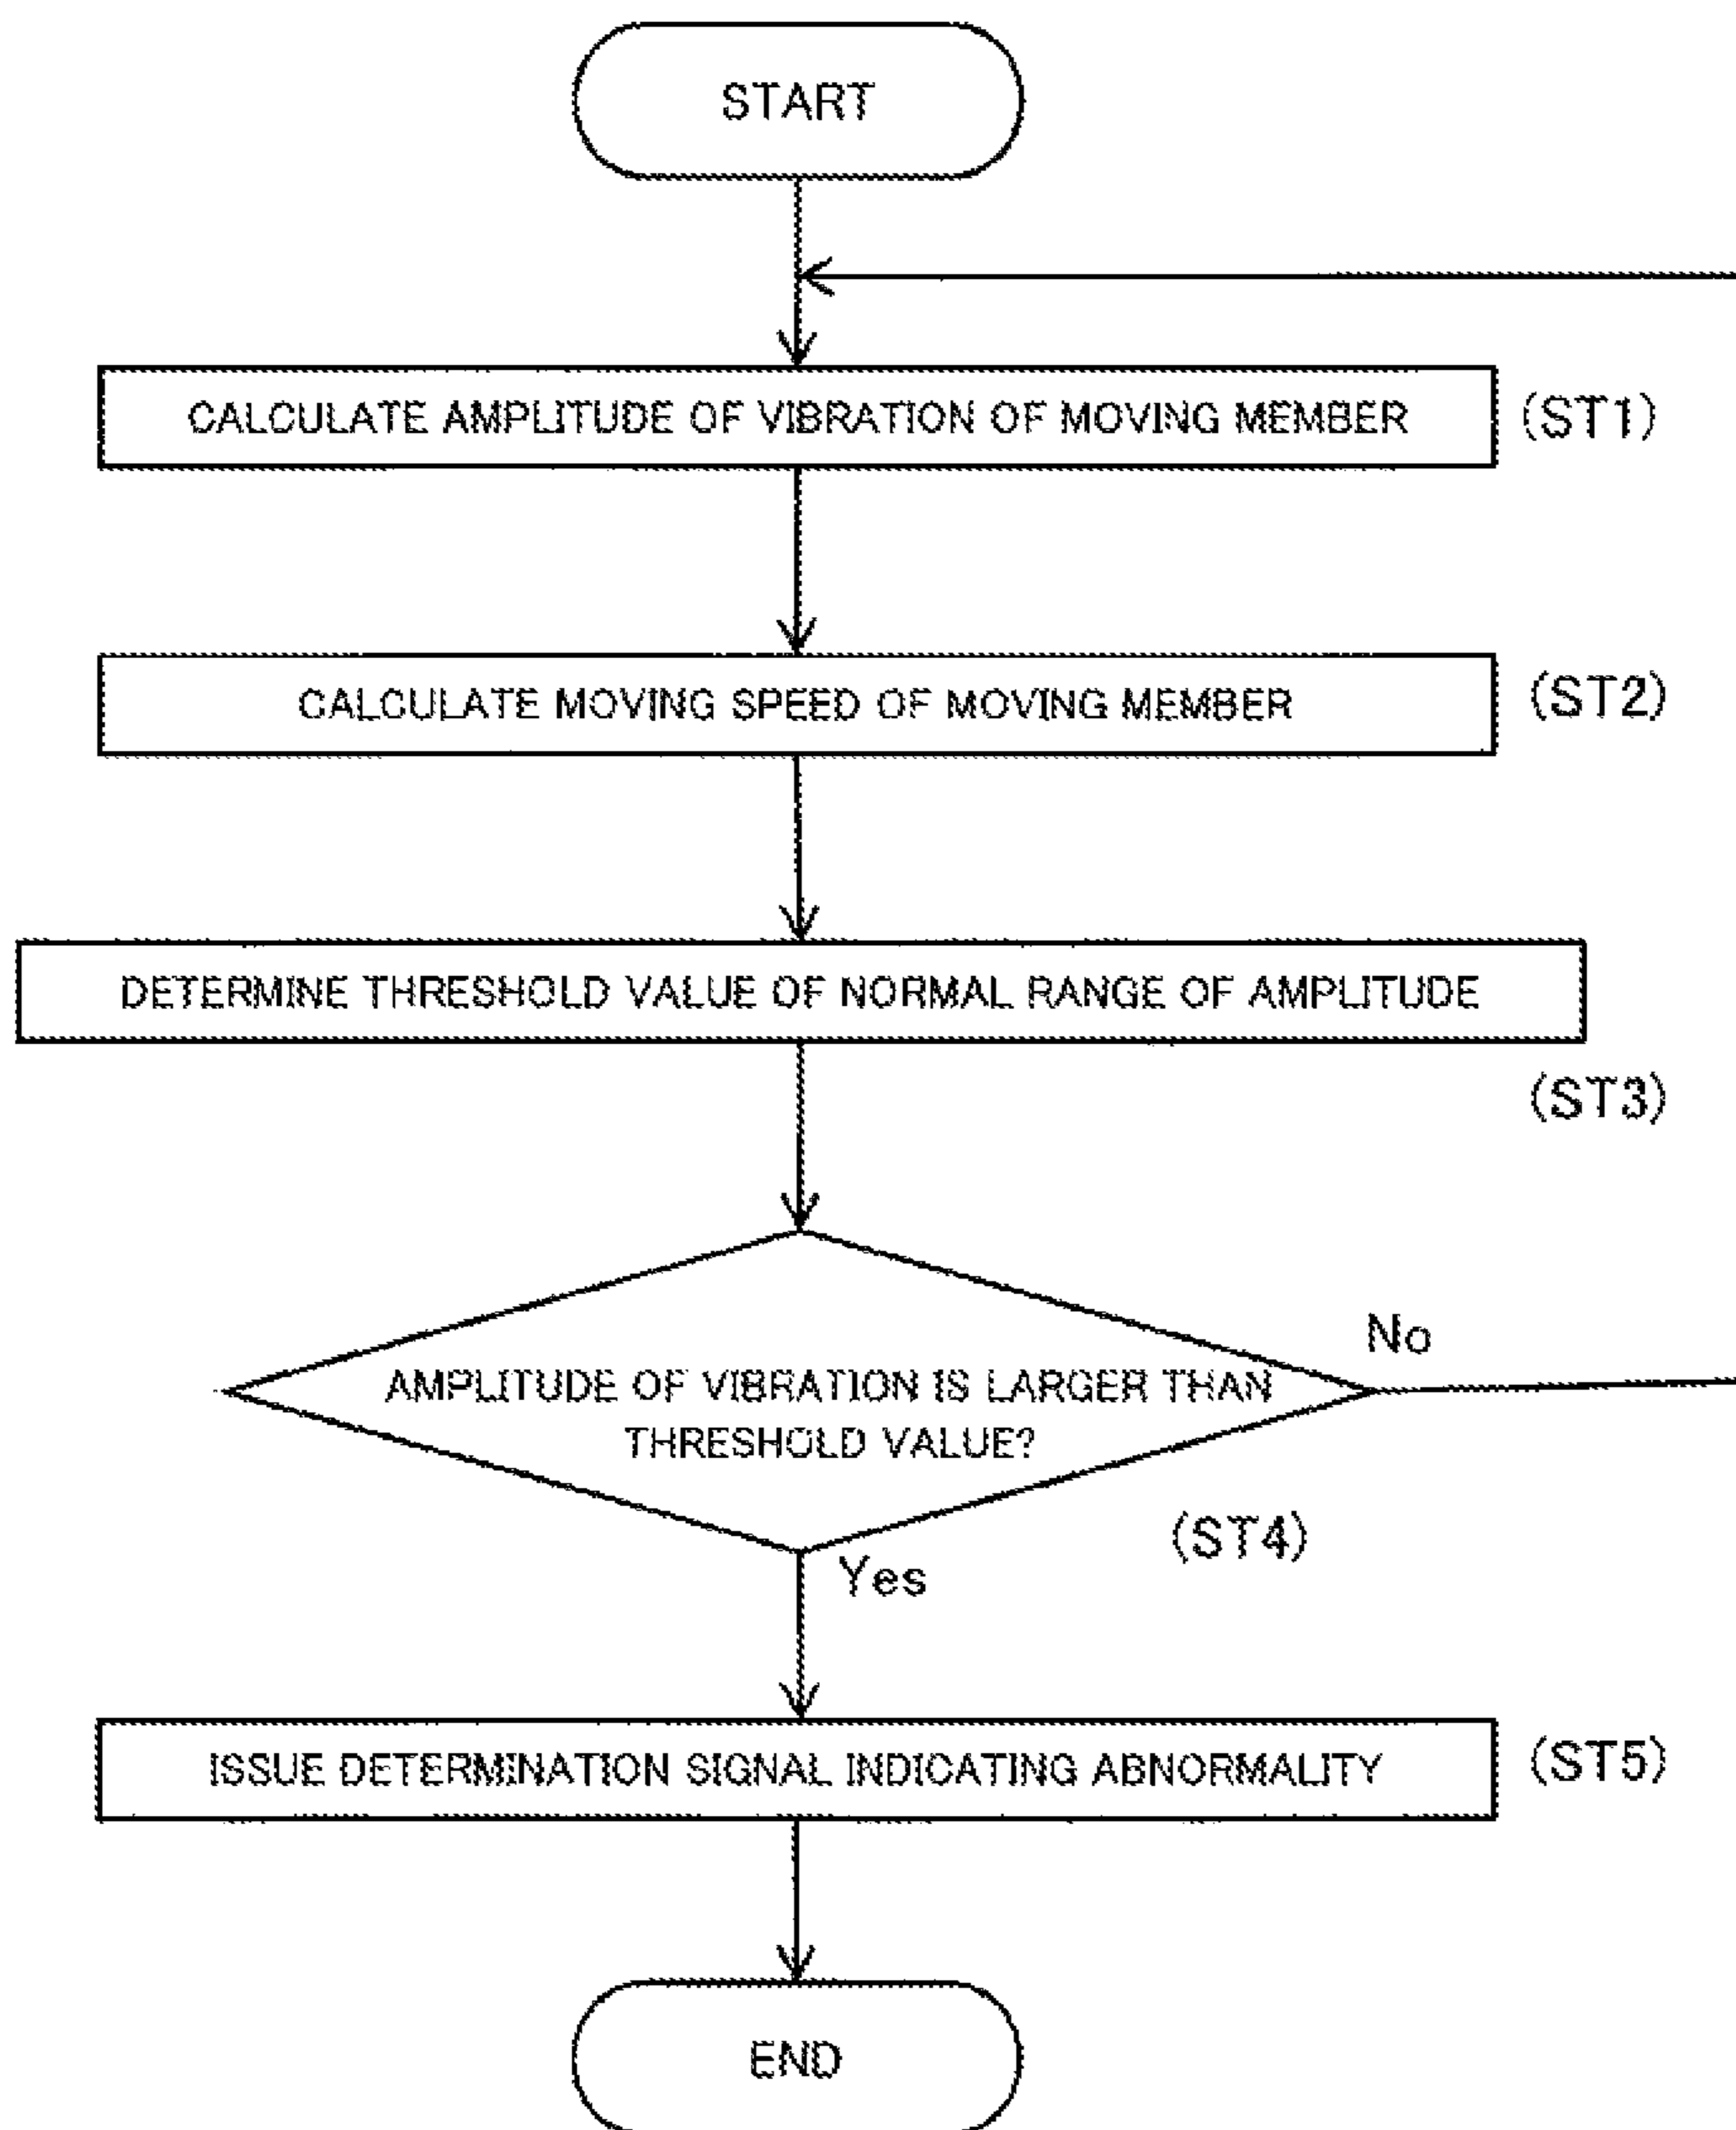 START
CALCULATE AMPLITUDE OF VIBRATION OF MOVING MEMBER (ST1)
CALCULATE MOVING SPEED OF MOVING MEMBER (ST2)
DETERMINE THRESHOLD VALUE OF NORMAL RANGE OF AMPLITUDE
(ST3)
No
AMPLITUDE OF VIBRATION IS LARGER THAN
THRESHOLD VALUE?
(ST4)
Yes
ISSUE DETERMINATION SIGNAL INDICATING ABNORMALITY (ST5)
END